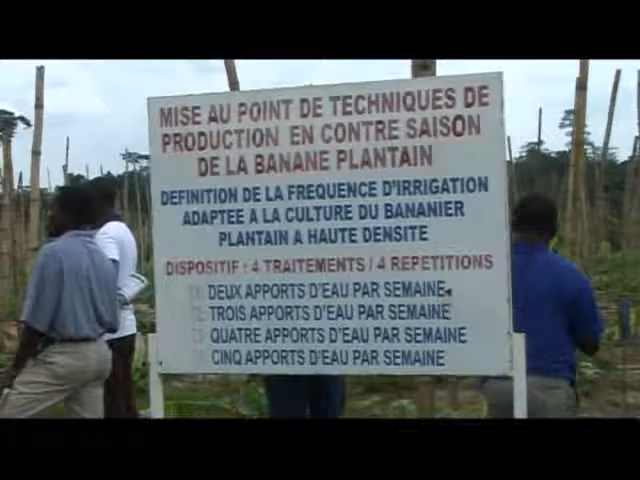 MISE AU POINT DE TECHNIQUES DE
PRODUCTION EN CONTRE SAISON
DE LA BANANE PLANTAIN
DEFINITION DE LA FREQUENCE D'IRRIGATION
ADAPTEE A LA CULTURE DU BANANIER
PLANTAIN A HAUTE DENSITE
DISPOSITIF : 4 TRAITEMENTS / 4 REPETITIONS
DEUX APPORTS D'EAU PAR SEMAINE
TROIS APPORTS D'EAU PAR SEMAINE
QUATRE APPORTS D'EAU PAR SEMAINE
CINQ APPORTS D'EAU PAR SEMAINE